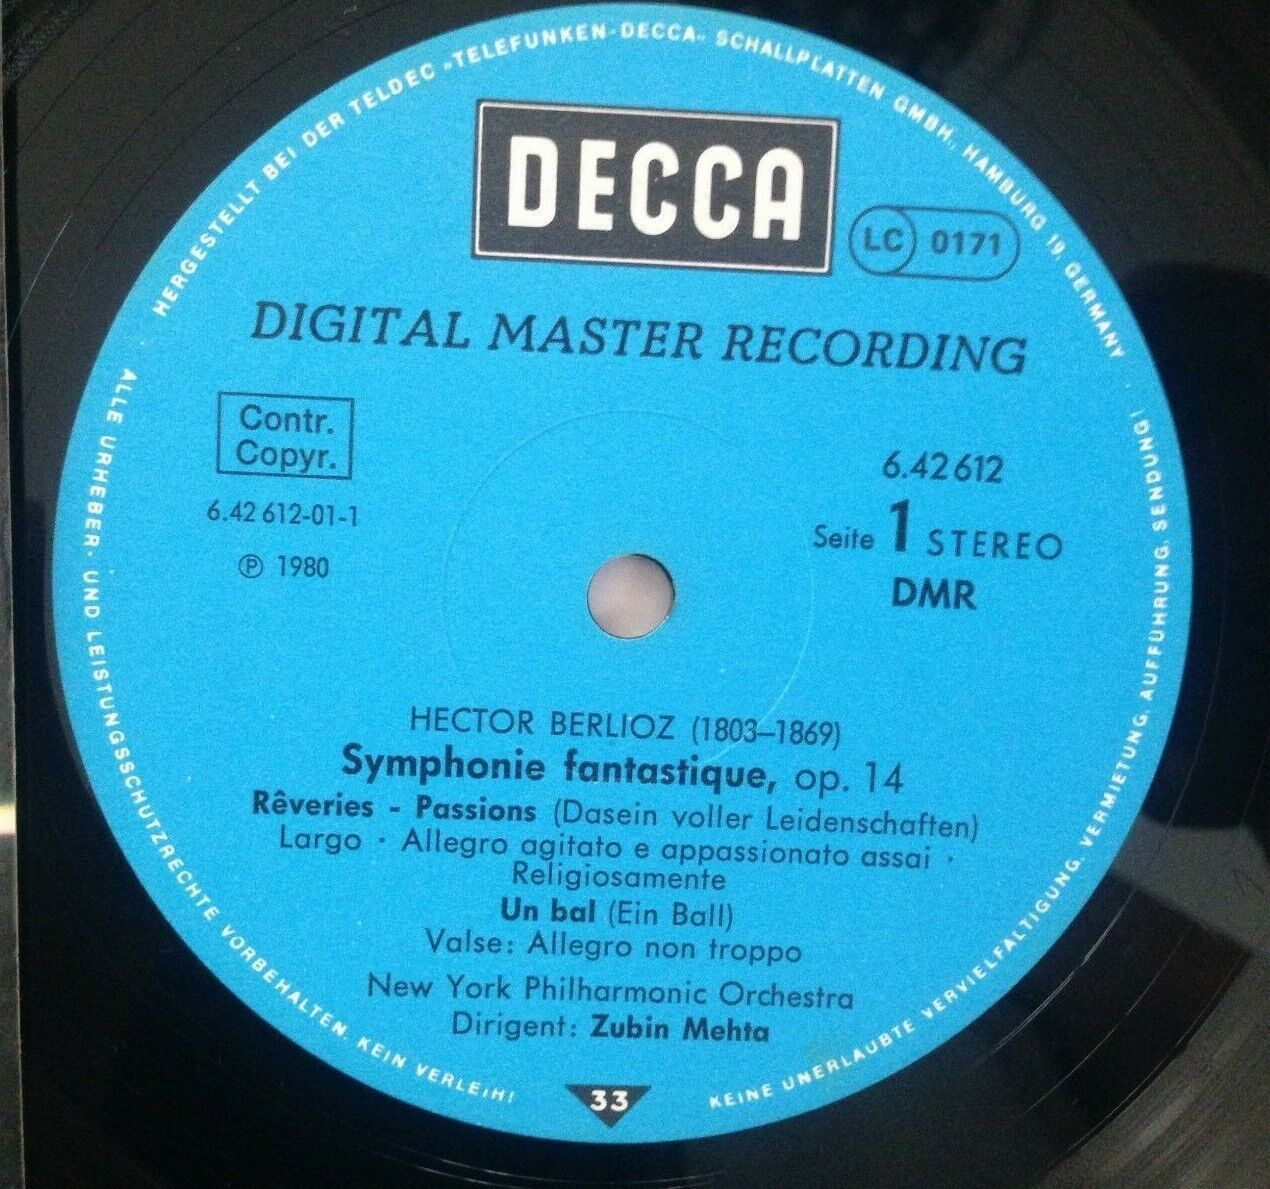 HERGESTELLT BEI DER TELDEC »TELEFUNKEN-DECCA« SCHALLPLATTEN GMBH., HAMBURG 19, GERMANY
DECCA
LC 0171
DIGITAL MASTER RECORDING
Contr.
Copyr.
6.42 612-01-1
Ⓟ 1980
6.42612
Seite 1 STEREO
DMR
HECTOR BERLIOZ (1803–1869)
Symphonie fantastique, op. 14
Rêveries - Passions (Dasein voller Leidenschaften)
Largo · Allegro agitato e appassionato assai ·
Religiosamente
Un bal (Ein Ball)
Valse: Allegro non troppo
New York Philharmonic Orchestra
Dirigent: Zubin Mehta
33
ALLE URHEBER- UND LEISTUNGSSCHUTZRECHTE VORBEHALTEN. KEIN VERLEIH!
KEINE UNERLAUBTE VERVIELFALTIGUNG, VERMIETUNG, AUFFÜHRUNG, SENDUNG!